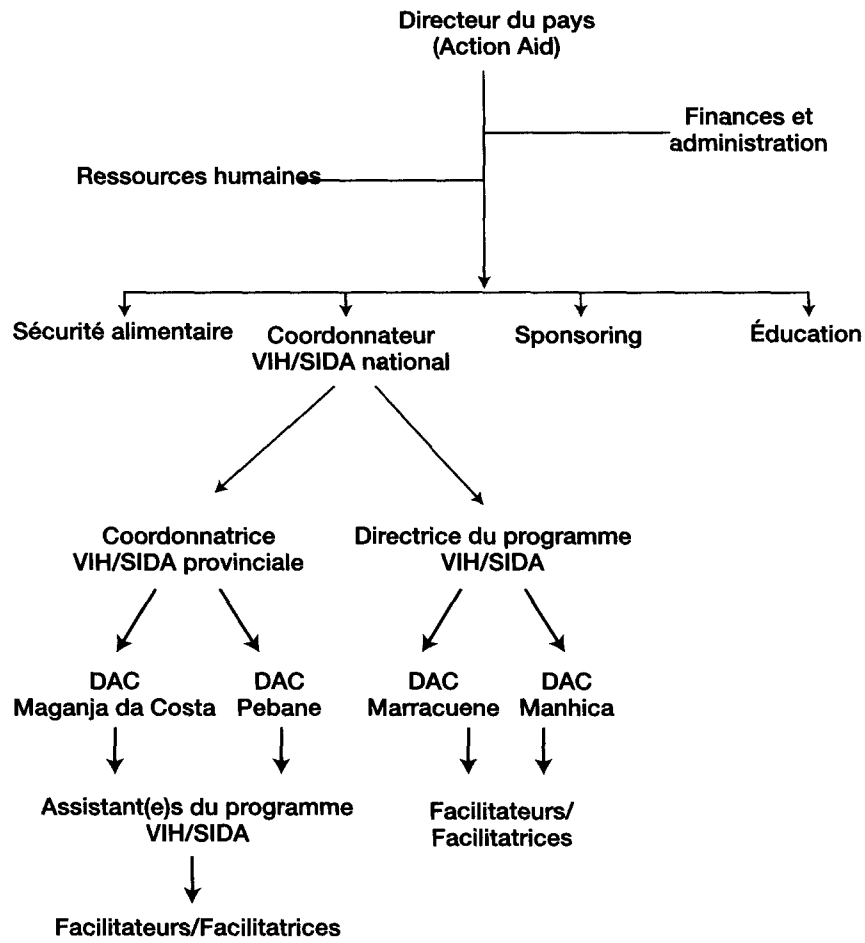 Directeur du pays
(Action Aid)
Finances et
administration
Ressources humaines
Sécurité alimentaire
Coordonnateur
VIH/SIDA national
Sponsoring
Éducation
Coordonnatrice
VIH/SIDA provinciale
Directrice du programme
VIH/SIDA
DAC
Maganja da Costa
DAC
Pebane
DAC
Marracuene
DAC
Manhica
Assistant(e)s du programme
VIH/SIDA
Facilitateurs/
Facilitatrices
Facilitateurs/Facilitatrices